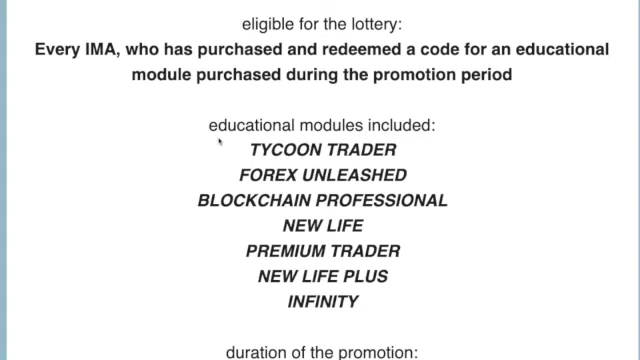 eligible for the lottery:
Every IMA, who has purchased and redeemed a code for an educational
module purchased during the promotion period
educational modules included:
TYCOON TRADER
FOREX UNLEASHED
BLOCKCHAIN PROFESSIONAL
NEW LIFE
PREMIUM TRADER
NEW LIFE PLUS
INFINITY
duration of the promotion: